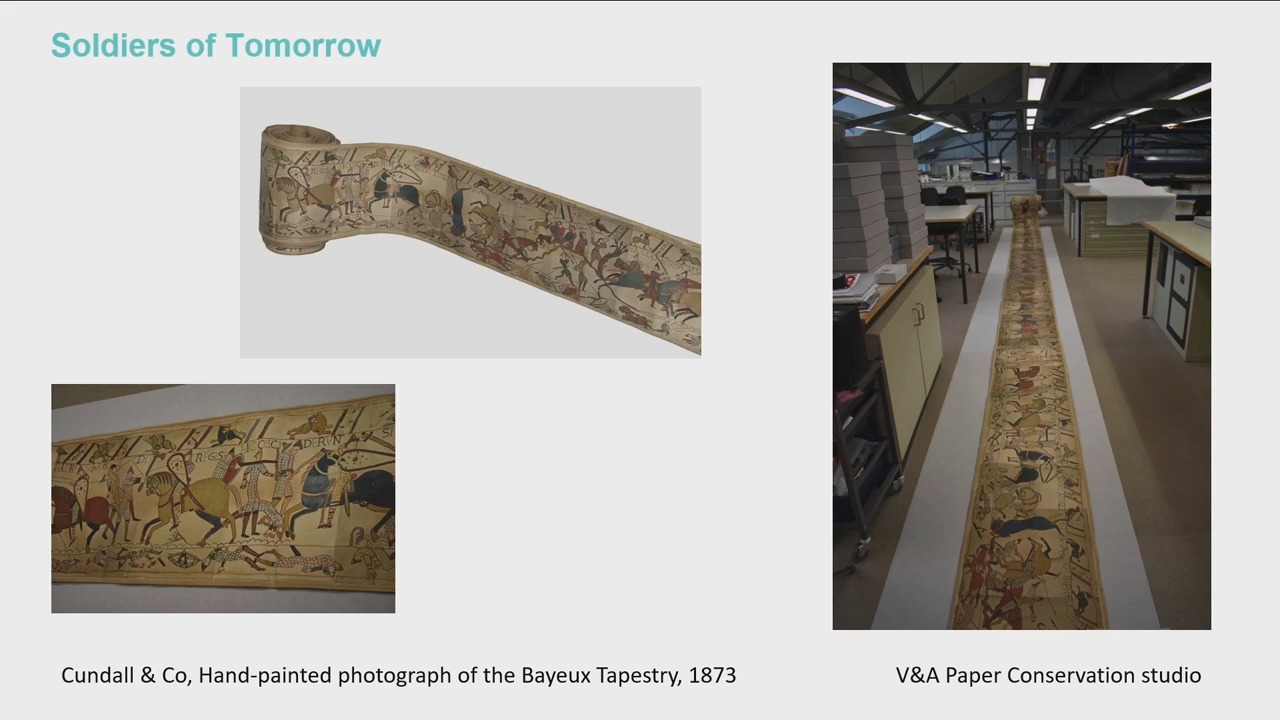 Soldiers of Tomorrow
Cundall & Co, Hand-painted photograph of the Bayeux Tapestry, 1873
V&A Paper Conservation studio